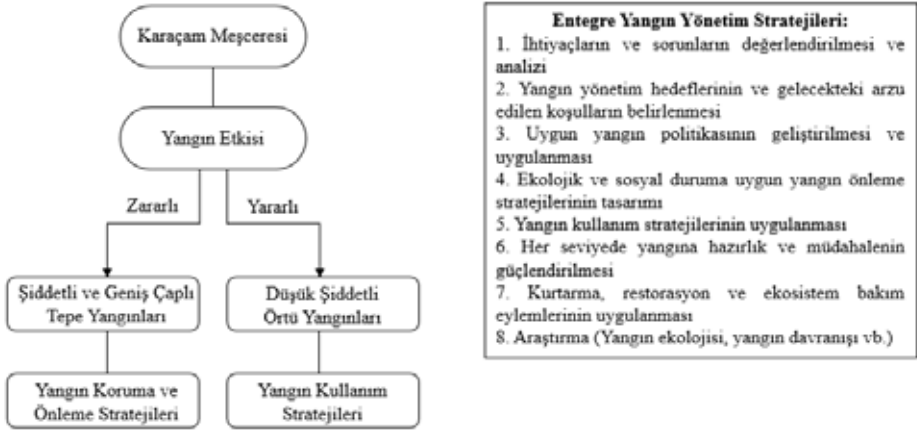 Karaçam Meşceresi
Yangın Etkisi
Zararlı
Yararlı
Şiddetli ve Geniş Çaplı
Tepe Yangınları
Düşük Şiddetli
Örtü Yangınları
Yangın Koruma ve
Önleme Stratejileri
Yangın Kullanım
Stratejileri
Entegre Yangın Yönetim Stratejileri:
1. İhtiyaçların ve sorunların değerlendirilmesi ve
analizi
2. Yangın yönetim hedeflerinin ve gelecekteki arzu
edilen koşulların belirlenmesi
3. Uygun yangın politikasının geliştirilmesi ve
uygulanması
4. Ekolojik ve sosyal duruma uygun yangın önleme
stratejilerinin tasarımı
5. Yangın kullanım stratejilerinin uygulanması
6. Her seviyede yangına hazırlık ve müdahalenin
güçlendirilmesi
7. Kurtarma, restorasyon ve ekosistem bakım
eylemlerinin uygulanması
8. Araştırma (Yangın ekolojisi, yangın davranışı vb.)